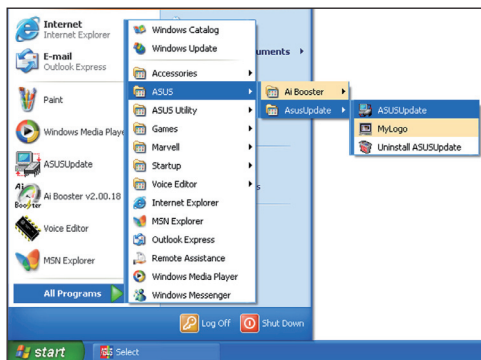 Internet
Internet Explorer
E-mail
Outlook Express
Paint
Windows Media Playe
ASUSUpdate
Ai Booster v2.00.18
Voice Editor
MSN Explorer
All Programs
Windows Catalog
Windows Update
Accessories
ASUS
ASUS Utility
Games
Marvell
Startup
Voice Editor
Internet Explorer
MSN Explorer
Outlook Express
Remote Assistance
Windows Media Player
Windows Messenger
uments
s
Ai Booster
AsusUpdate
ASUSUpdate
MyLogo
Uninstall ASUSUpdate
Log Off
Shut Down
start
Select